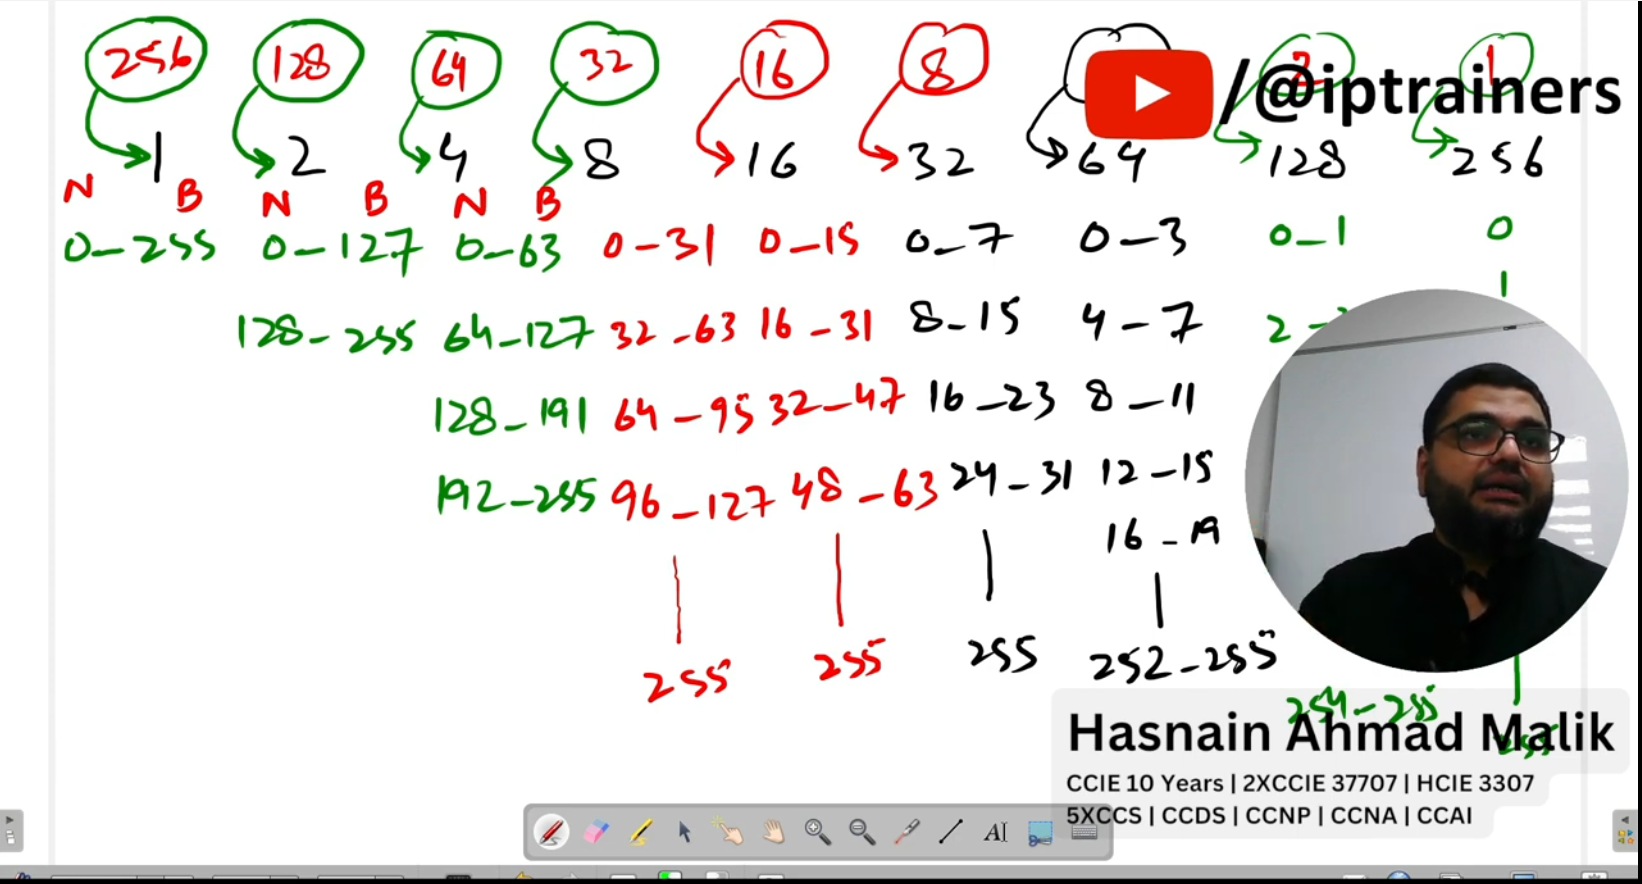 256 128 64 32 16 8 2 1
/@iptrainers
1 2 4 8 16 32 64 128 256
N B N B N B
0-255 0-127 0-63 0-31 0-15 0-7 0-3 0-1 0
1
128-255 64-127 32-63 16-31 8-15 4-7 2-
128-191 64-95 32-47 16-23 8-11
192-255 96-127 48-63 24-31 12-15
16-19
255 255 255 252-255
254-255
255
Hasnain Ahmad Malik
CCIE 10 Years | 2XCCIE 37707 | HCIE 3307
5XCCS | CCDS | CCNP | CCNA | CCAI
AI